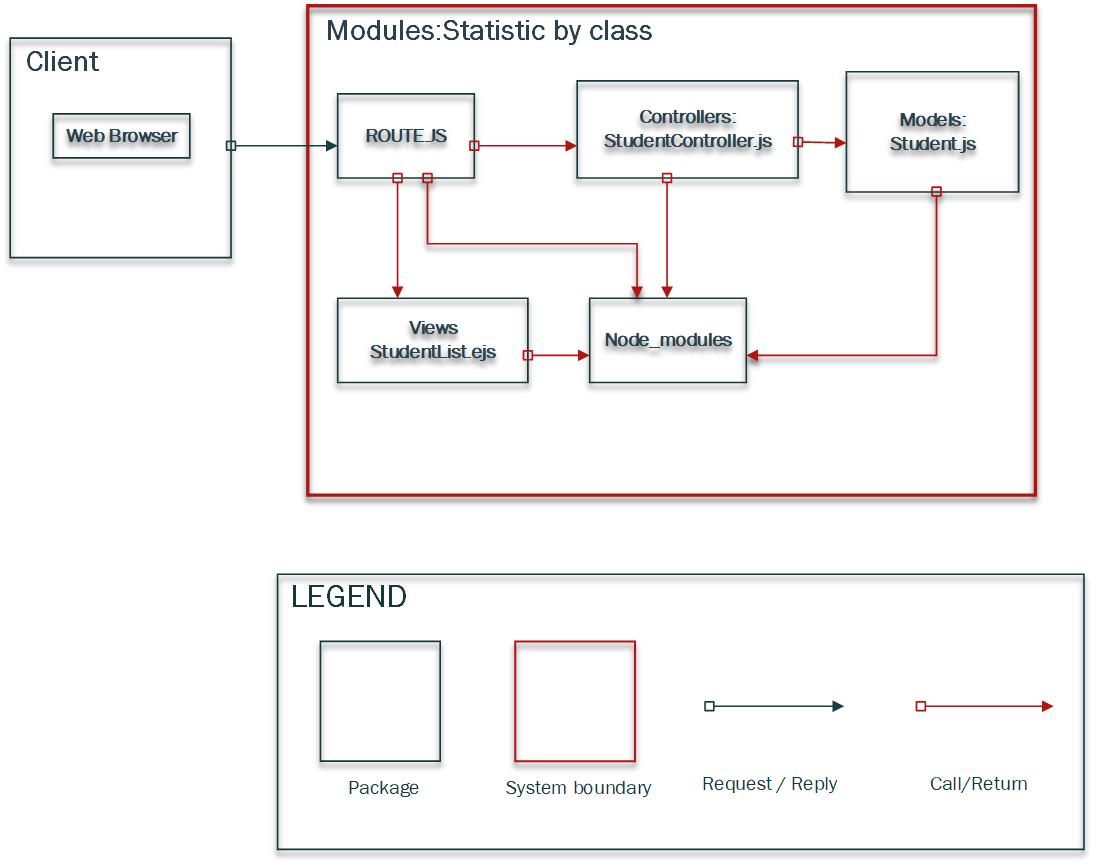 Modules:Statistic by class
Client
Web Browser
ROUTE.JS
Controllers:
StudentController.js
Models:
Student.js
Views
StudentList.ejs
Node_modules
LEGEND
Package
System boundary
Request / Reply
Call/Return